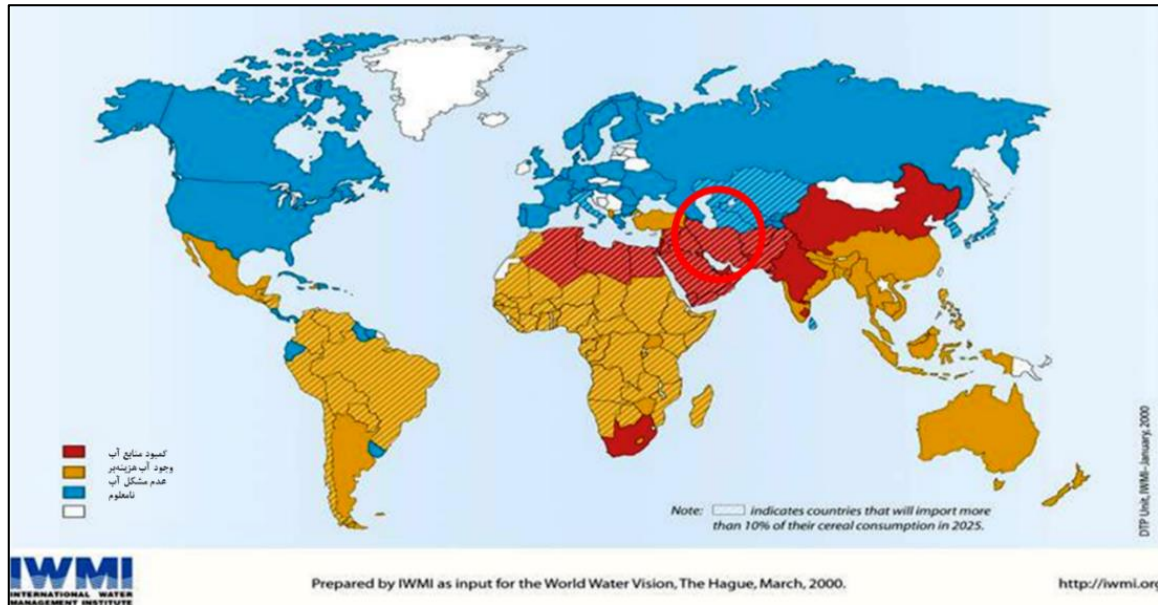 کمبود منابع آب
وجود آب هزینه‌بر
عدم مشکل آب
نامعلوم
Note: indicates countries that will import more
than 10% of their cereal consumption in 2025.
DTP Unit, IWMI-January, 2000
IWMI
INTERNATIONAL WATER
MANAGEMENT INSTITUTE
Prepared by IWMI as input for the World Water Vision, The Hague, March, 2000.
http://iwmi.org